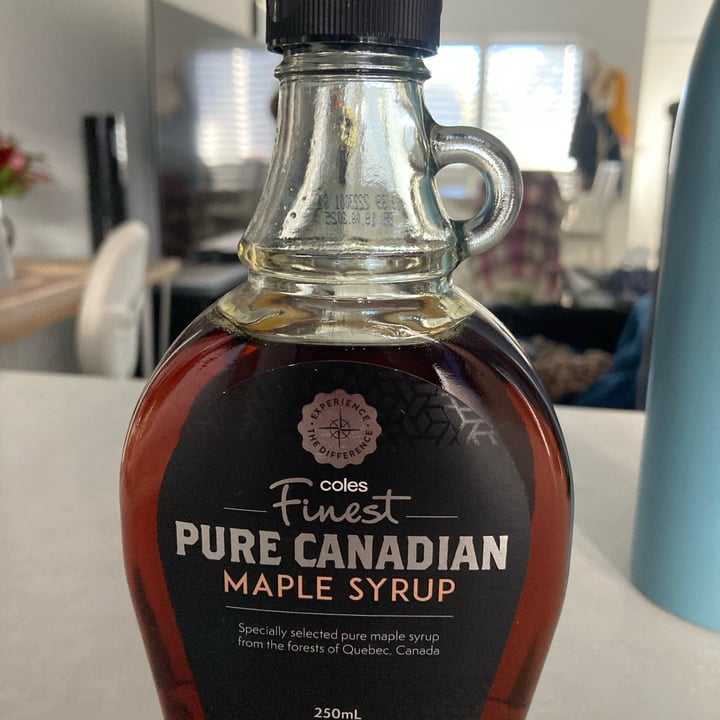 EXPERIENCE
THE DIFFERENCE
coles
Finest
PURE CANADIAN
MAPLE SYRUP
Specially selected pure maple syrup
from the forests of Quebec, Canada
250mL